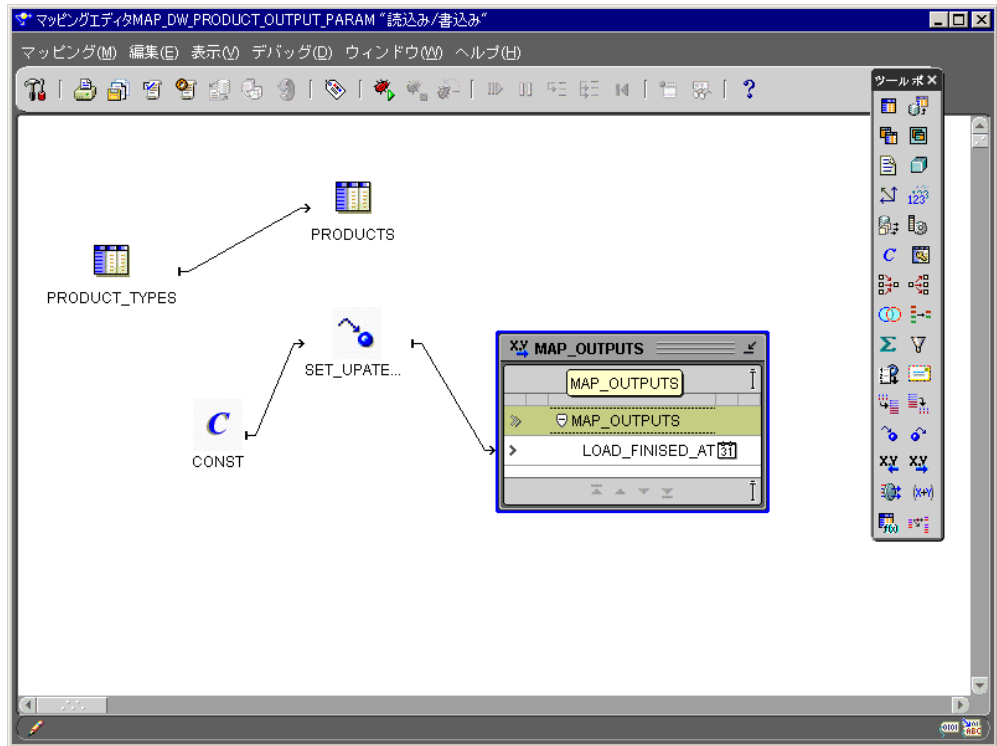 マッピングエディタMAP_DW_PRODUCT_OUTPUT_PARAM “読込み/書込み“
マッピング(M) 編集(E) 表示(V) デバッグ(D) ウィンドウ(W) ヘルプ(H)
ツールボ
PRODUCTS
PRODUCT_TYPES
SET_UPATE...
CONST
MAP_OUTPUTS
MAP_OUTPUTS
MAP_OUTPUTS
LOAD_FINISED_AT